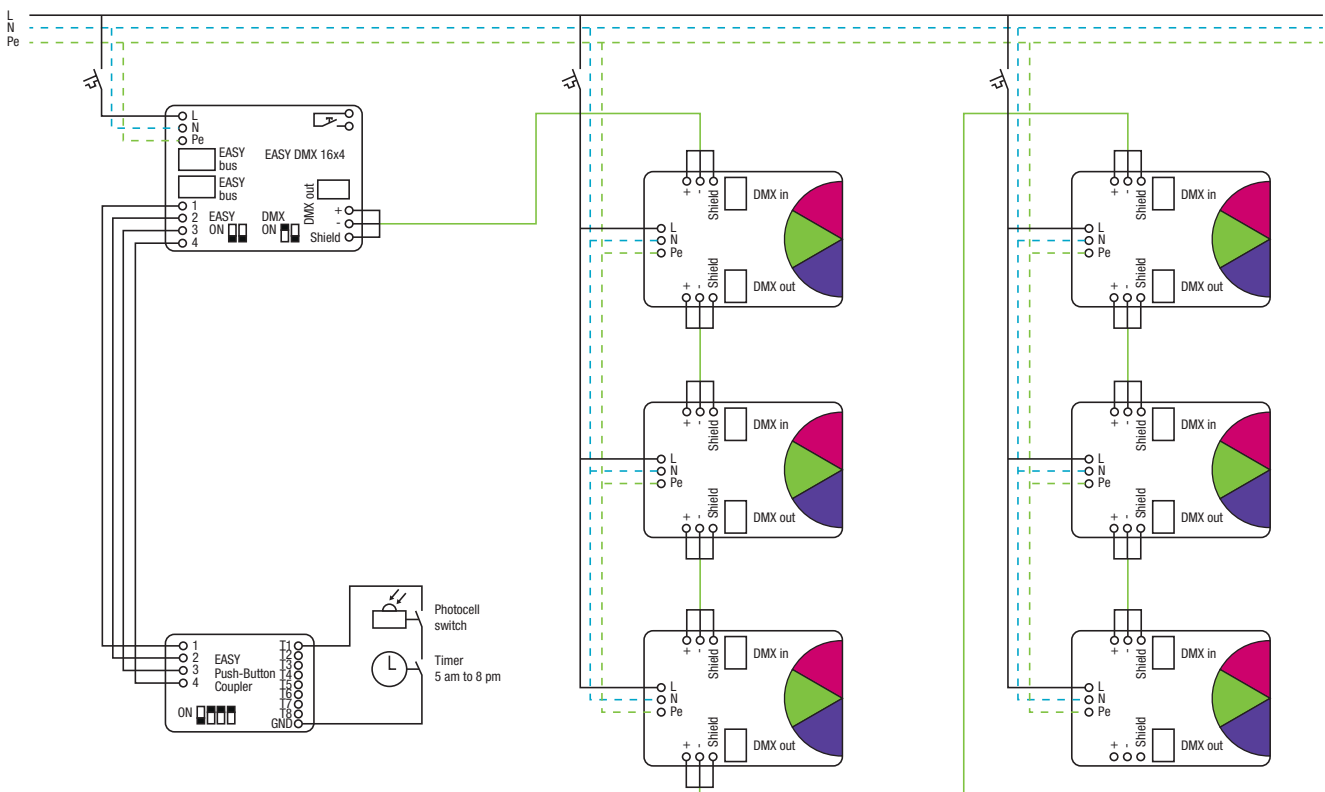 L
N
Pe
L
N
Pe
EASY DMX 16x4
EASY
bus
EASY
bus
DMX out
1
2
3
4
EASY
ON
DMX
ON
+
-
Shield
+
-
Shield
DMX in
L
N
Pe
+
-
Shield
DMX out
+
-
Shield
DMX in
L
N
Pe
+
-
Shield
DMX out
+
-
Shield
DMX in
L
N
Pe
+
-
Shield
DMX out
+
-
Shield
DMX in
L
N
Pe
+
-
Shield
DMX out
+
-
Shield
DMX in
L
N
Pe
+
-
Shield
DMX out
+
-
Shield
DMX in
L
N
Pe
+
-
Shield
DMX out
1
2
3
4
EASY
Push-Button
Coupler
ON
T1
T2
T3
T4
T5
T6
T7
T8
GND
Photocell
switch
Timer
5 am to 8 pm